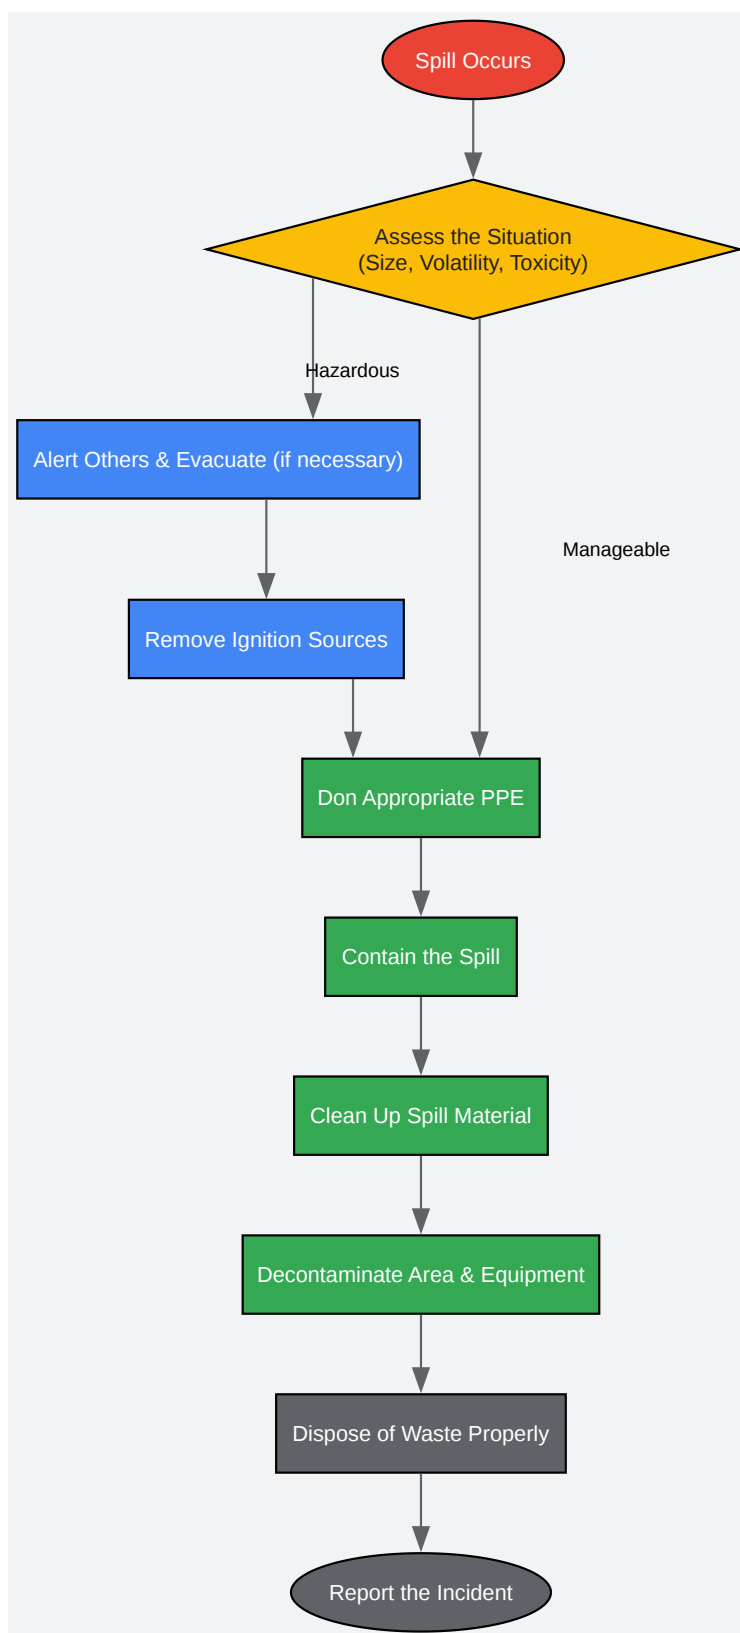 Spill Occurs
Assess the Situation
(Size, Volatility, Toxicity)
Hazardous
Alert Others & Evacuate (if necessary)
Manageable
Remove Ignition Sources
Don Appropriate PPE
Contain the Spill
Clean Up Spill Material
Decontaminate Area & Equipment
Dispose of Waste Properly
Report the Incident